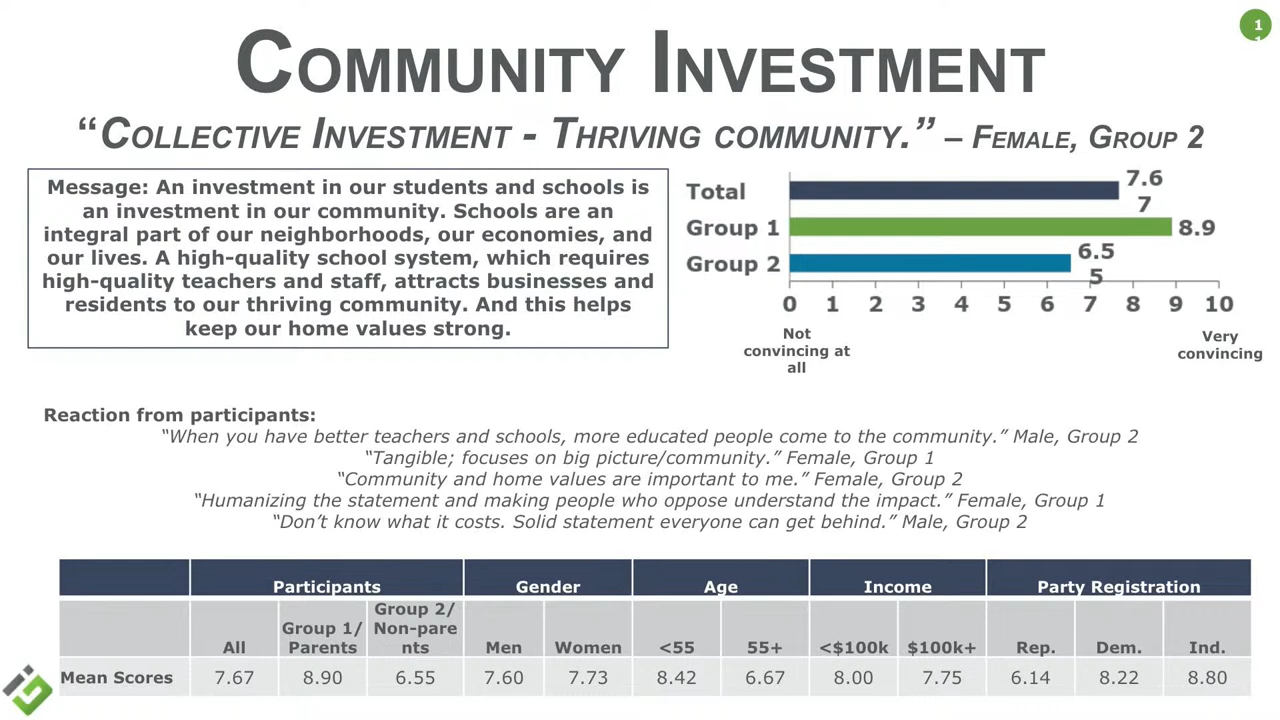 1
1
COMMUNITY INVESTMENT
“COLLECTIVE INVESTMENT - THRIVING COMMUNITY.” – FEMALE, GROUP 2
Message: An investment in our students and schools is
an investment in our community. Schools are an
integral part of our neighborhoods, our economies, and
our lives. A high-quality school system, which requires
high-quality teachers and staff, attracts businesses and
residents to our thriving community. And this helps
keep our home values strong.
Total 7.6
7
Group 1 8.9
Group 2 6.5
5
0 1 2 3 4 5 6 7 8 9 10
Not
convincing at
all
Very
convincing
Reaction from participants:
“When you have better teachers and schools, more educated people come to the community.” Male, Group 2
“Tangible; focuses on big picture/community.” Female, Group 1
“Community and home values are important to me.” Female, Group 2
“Humanizing the statement and making people who oppose understand the impact.” Female, Group 1
“Don’t know what it costs. Solid statement everyone can get behind.” Male, Group 2
Participants Gender Age Income Party Registration
All Group 1/
Parents Group 2/
Non-pare
nts Men Women <55 55+ <$100k $100k+ Rep. Dem. Ind.
Mean Scores 7.67 8.90 6.55 7.60 7.73 8.42 6.67 8.00 7.75 6.14 8.22 8.80